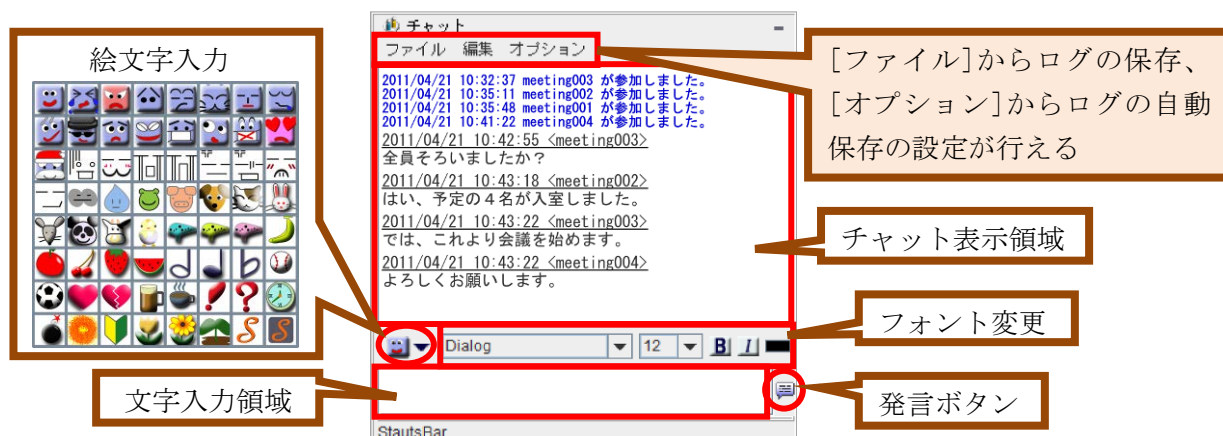 絵文字入力
チャット
ファイル 編集 オプション
2011/04/21 10:32:37 meeting003 が参加しました。
2011/04/21 10:35:11 meeting002 が参加しました。
2011/04/21 10:35:48 meeting001 が参加しました。
2011/04/21 10:41:22 meeting004 が参加しました。
2011/04/21 10:42:55 <meeting003>
全員そろいましたか？
2011/04/21 10:43:18 <meeting002>
はい、予定の４名が入室しました。
2011/04/21 10:43:22 <meeting003>
では、これより会議を始めます。
2011/04/21 10:43:22 <meeting004>
よろしくお願いします。
[ファイル]からログの保存、
[オプション]からログの自動
保存の設定が行える
チャット表示領域
フォント変更
Dialog 12 B I
文字入力領域
発言ボタン
StautsBar